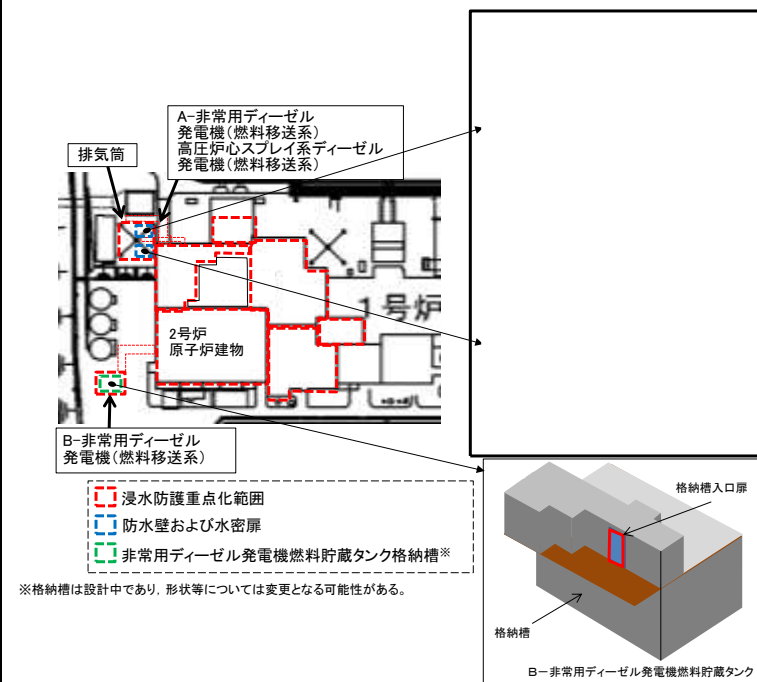 A-非常用ディーゼル
発電機(燃料移送系)
高圧炉心スプレイ系ディーゼル
発電機(燃料移送系)
排気筒
1号炉
2号炉
原子炉建物
B-非常用ディーゼル
発電機(燃料移送系)
浸水防護重点化範囲
防水壁および水密扉
非常用ディーゼル発電機燃料貯蔵タンク格納槽※
※格納槽は設計中であり，形状等については変更となる可能性がある。
格納槽入口扉
格納槽
B-非常用ディーゼル発電機燃料貯蔵タンク